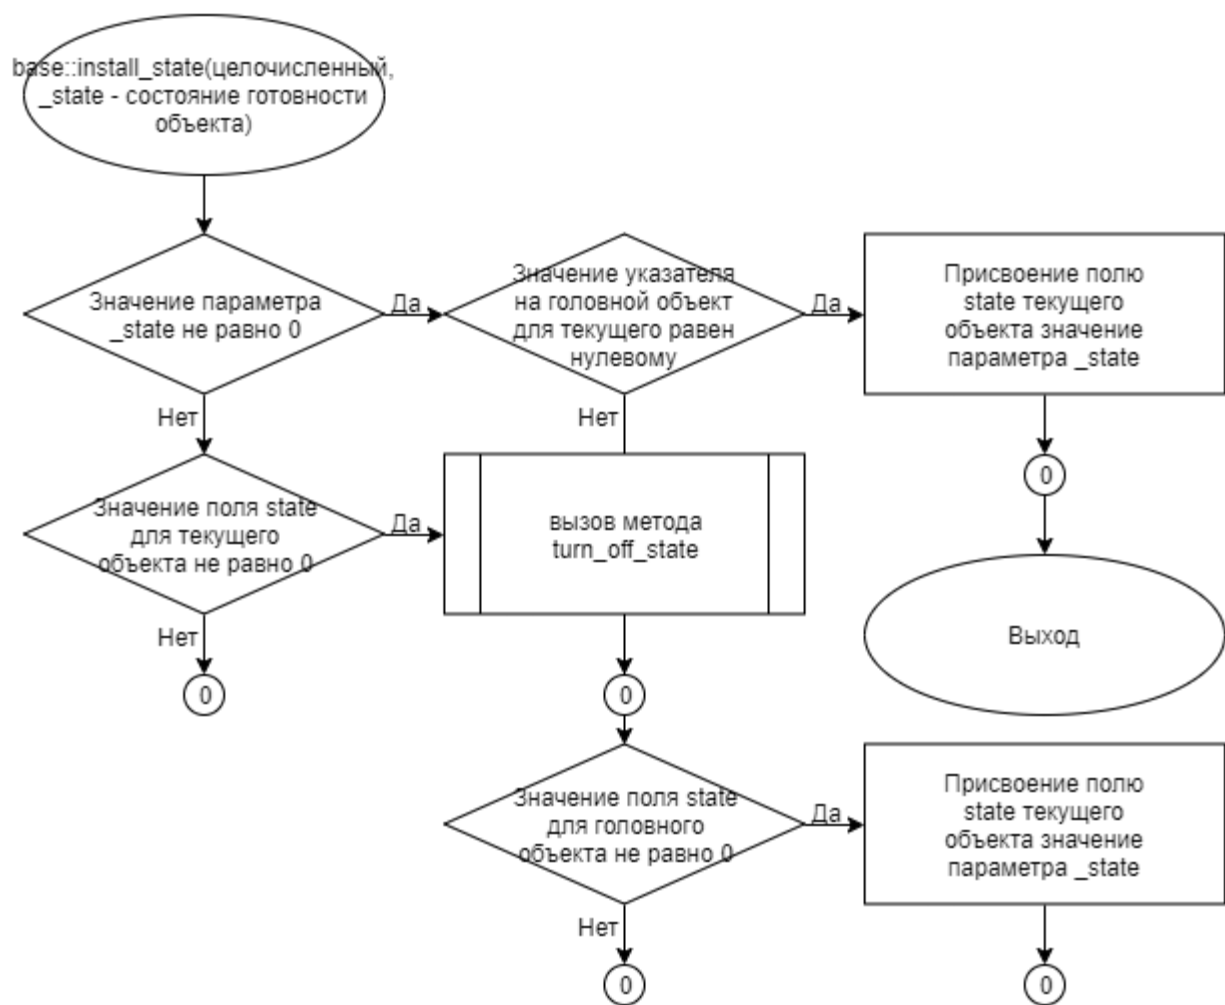 base::install_state(целочисленный,
_state - состояние готовности
объекта)
Значение параметра
_state не равно 0
Да
Значение указателя
на головной объект
для текущего равен
нулевому
Да
Присвоение полю
state текущего
объекта значение
параметра _state
Нет
Нет
0
Значение поля state
для текущего
объекта не равно 0
Да
вызов метода
turn_off_state
Нет
0
0
Выход
Значение поля state
для головного
объекта не равно 0
Да
Присвоение полю
state текущего
объекта значение
параметра _state
Нет
0
0